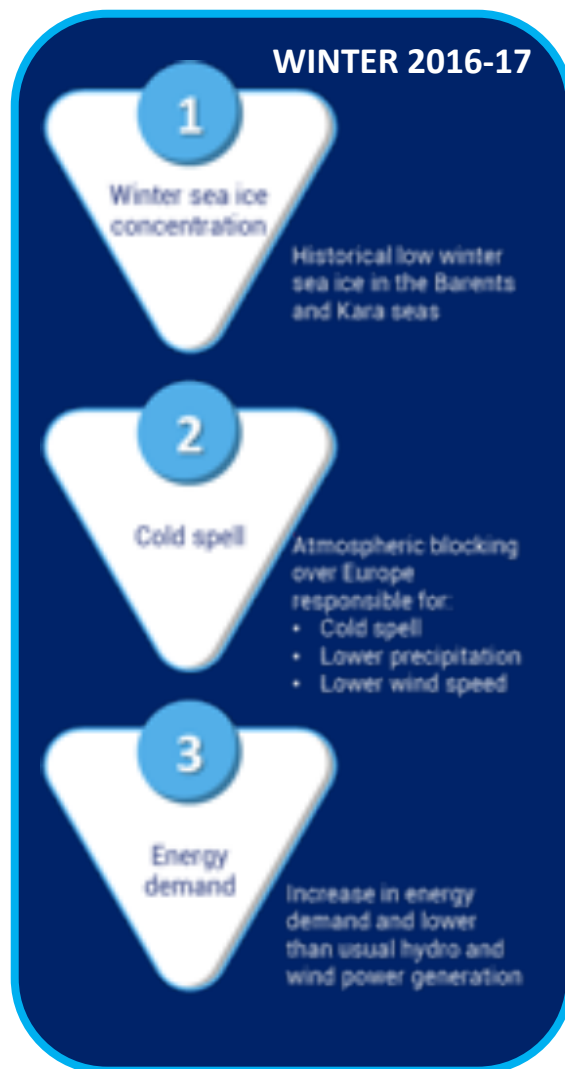 WINTER 2016-17
1
Winter sea ice
concentration
Historical low winter
sea ice in the Barents
and Kara seas
2
Cold spell
Atmospheric blocking
over Europe
responsible for:
• Cold spell
• Lower precipitation
• Lower wind speed
3
Energy
demand
Increase in energy
demand and lower
than usual hydro and
wind power generation